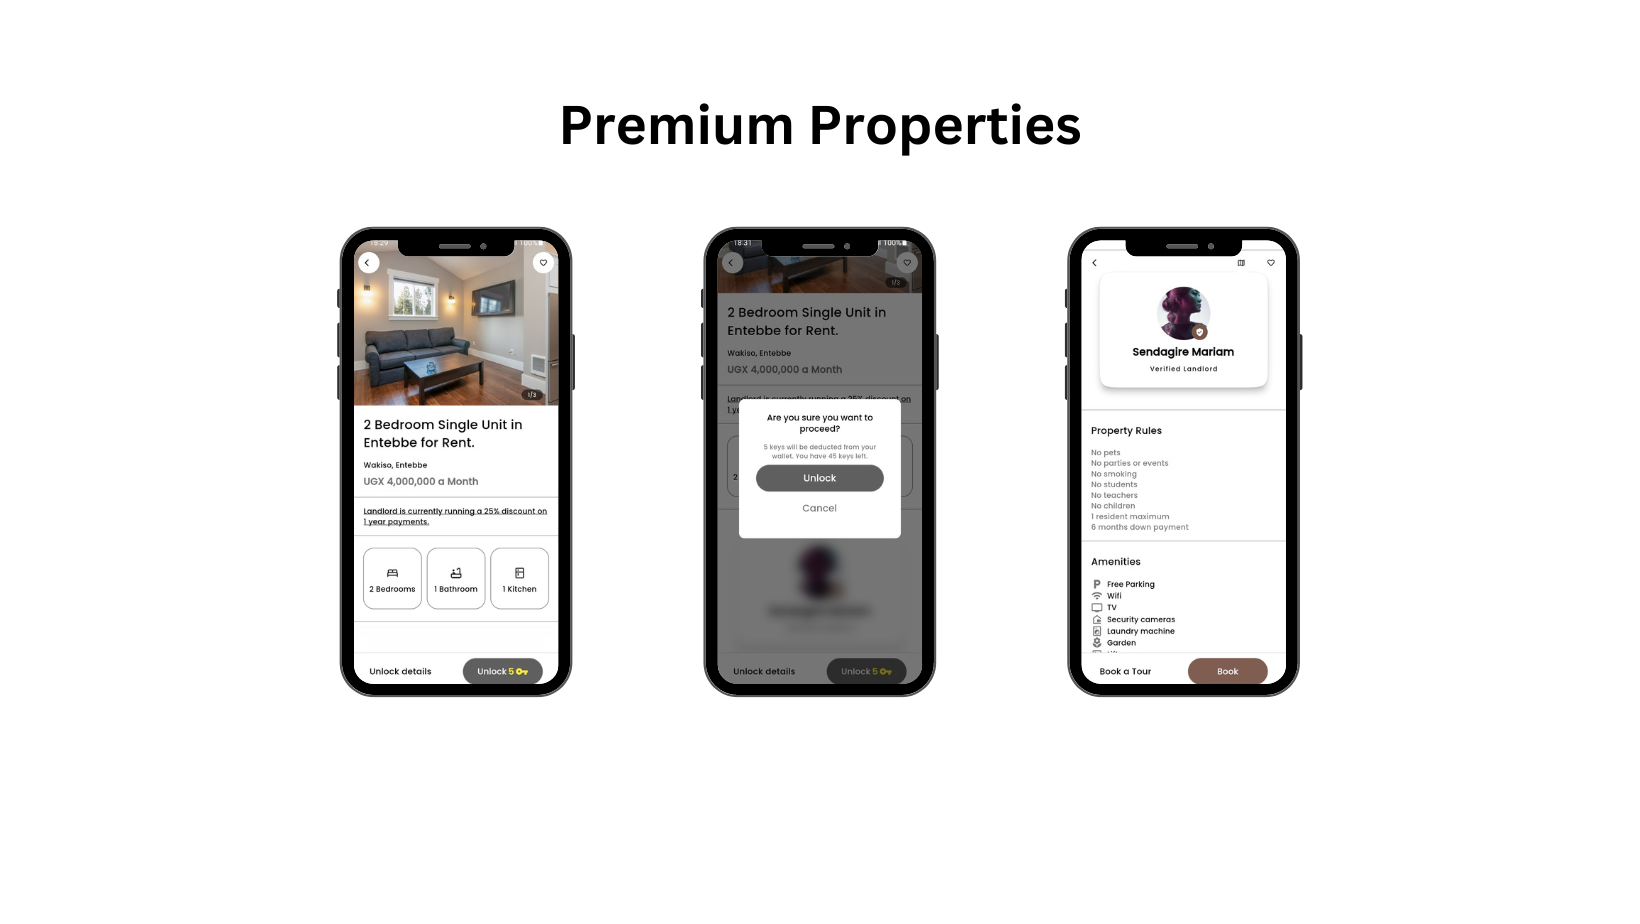 Premium Properties
18:29
100%
1/3
2 Bedroom Single Unit in
Entebbe for Rent.
Wakiso, Entebbe
UGX 4,000,000 a Month
Landlord is currently running a 25% discount on
1 year payments.
2 Bedrooms
1 Bathroom
1 Kitchen
Unlock details
Unlock 5
18:31
100%
1/3
2 Bedroom Single Unit in
Entebbe for Rent.
Wakiso, Entebbe
UGX 4,000,000 a Month
Landlord is currently running a 25% discount on
1 ye
Are you sure you want to
proceed?
5 keys will be deducted from your
wallet. You have 45 keys left.
Unlock
Cancel
2
Unlock details
Unlock 5
Sendagire Mariam
Verified Landlord
Property Rules
No pets
No parties or events
No smoking
No students
No teachers
No children
1 resident maximum
6 months down payment
Amenities
Free Parking
Wifi
TV
Security cameras
Laundry machine
Garden
Book a Tour
Book